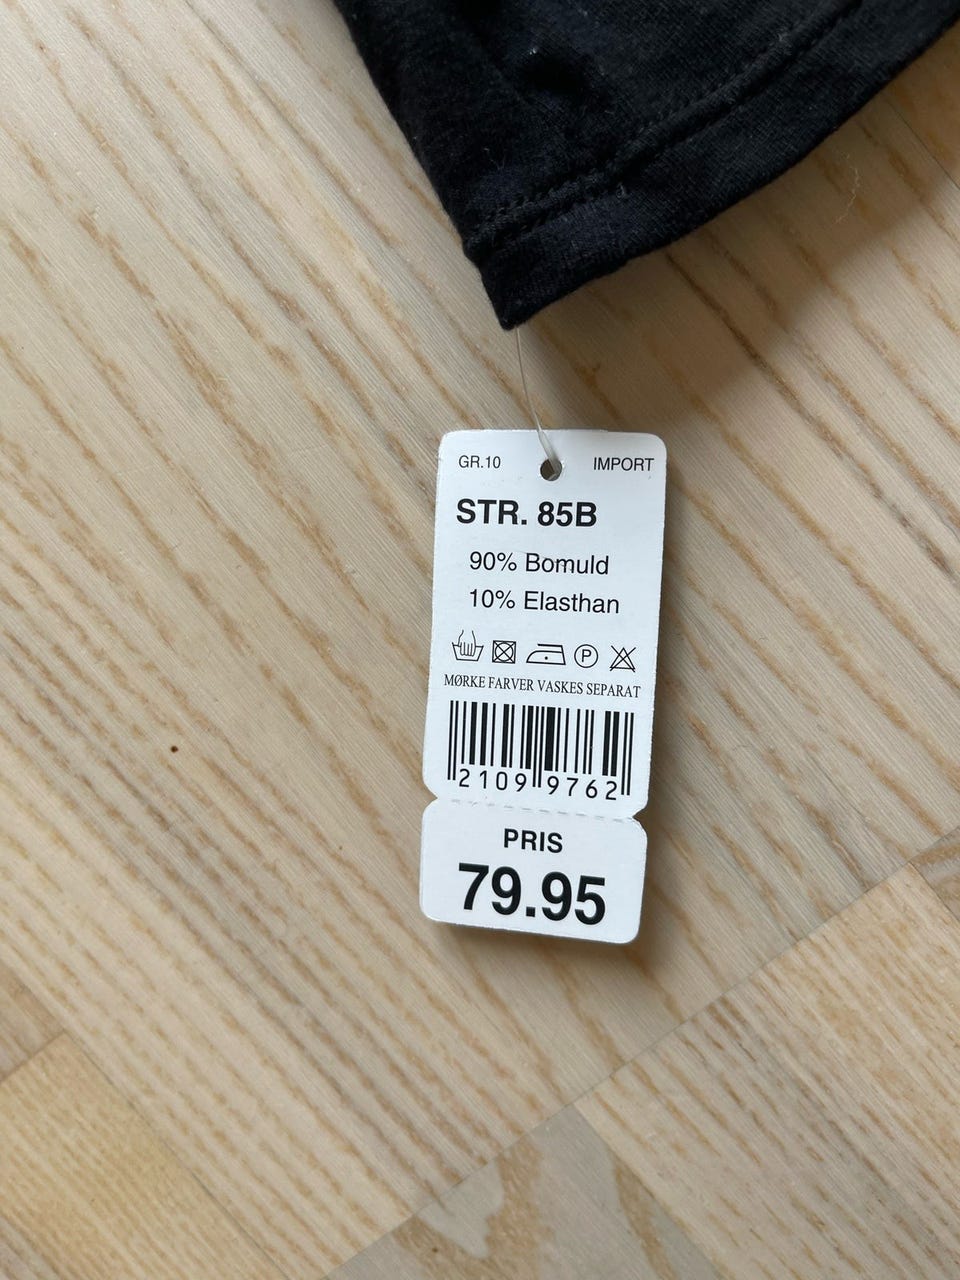 GR.10 IMPORT
STR. 85B
90% Bomuld
10% Elasthan
P
MØRKE FARVER VASKES SEPARAT
2109 9762
PRIS
79.95